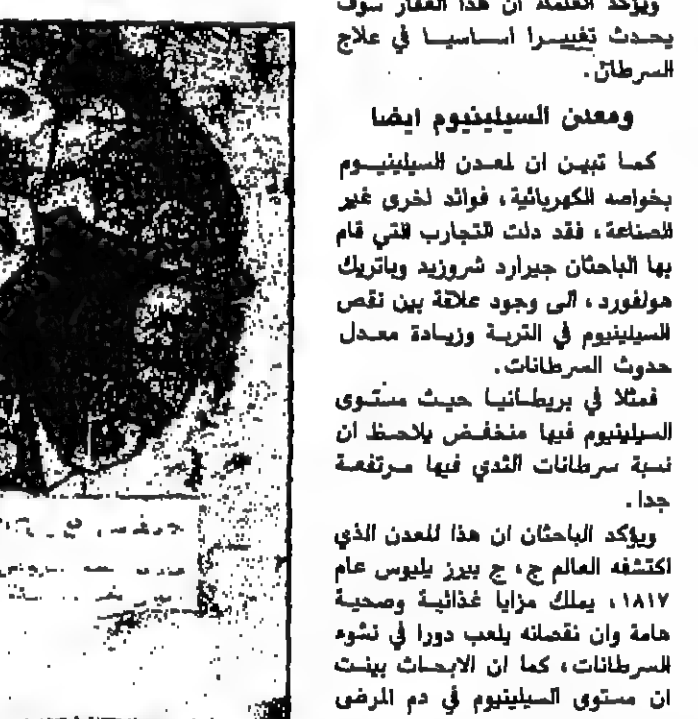 ويؤكد العلماء ان هذا العقار سوف
يحدث تغييرا اساسيا في علاج
السرطان.
ومعدن السيلينيوم ايضا
كما تبين ان لمعدن السيلينيوم
بخواصه الكهربائية، فوائد اخرى غير
الصناعة، فقد دلت التجارب التي قام
بها الباحثان جيرارد شروزيد وباتريك
هولفورد، الى وجود علاقة بين نقص
السيلينيوم في التربة وزيادة معدل
حدوث السرطانات.
فمثلا في بريطانيا حيث مستوى
السيلينيوم فيها منخفض يلاحظ ان
نسبة سرطانات الثدي فيها مرتفعة
جدا.
ويؤكد الباحثان ان هذا المعدن الذي
اكتشفه العالم ج، ج بيرز يليوس عام
١٨١٧، يملك مزايا غذائية وصحية
هامة وان نقصانه يلعب دورا في نشوء
السرطانات، كما ان الابحاث بينت
ان مستوى السيلينيوم في دم المرضى